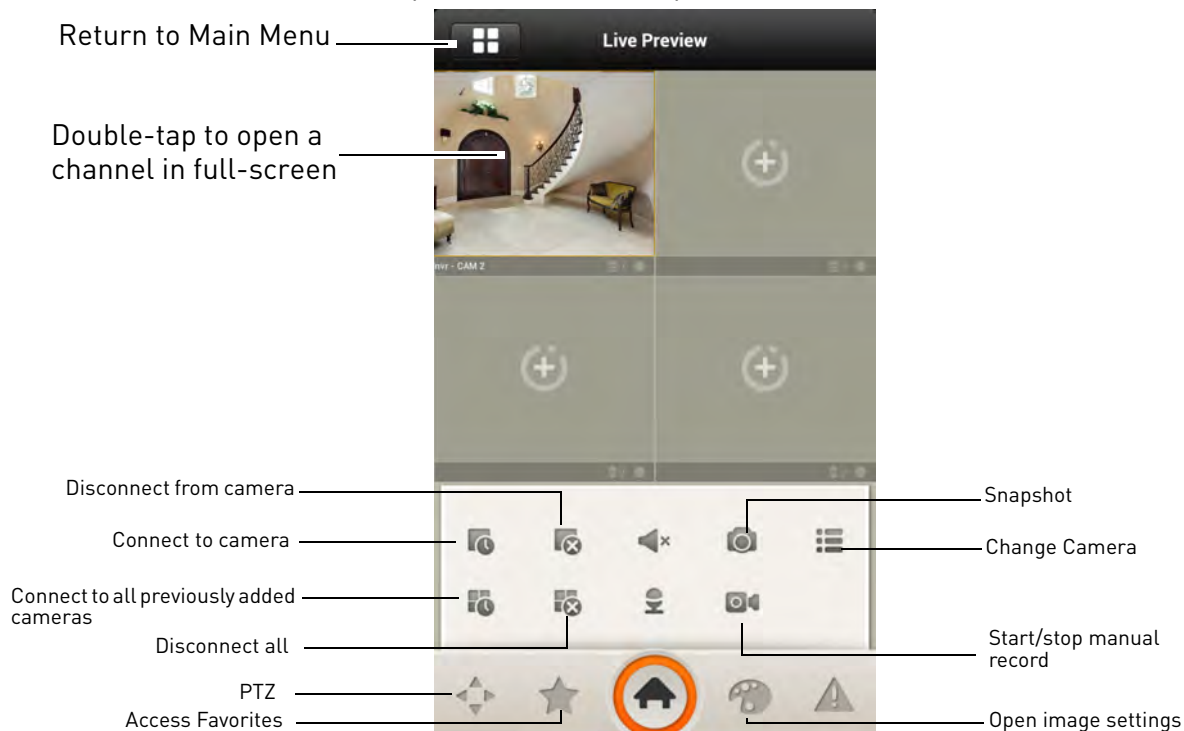 Return to Main Menu
Live Preview
Double-tap to open a
channel in full-screen
nvr - CAM 2
Disconnect from camera
Snapshot
Connect to camera
Change Camera
Connect to all previously added
cameras
Disconnect all
Start/stop manual
record
PTZ
Access Favorites
Open image settings